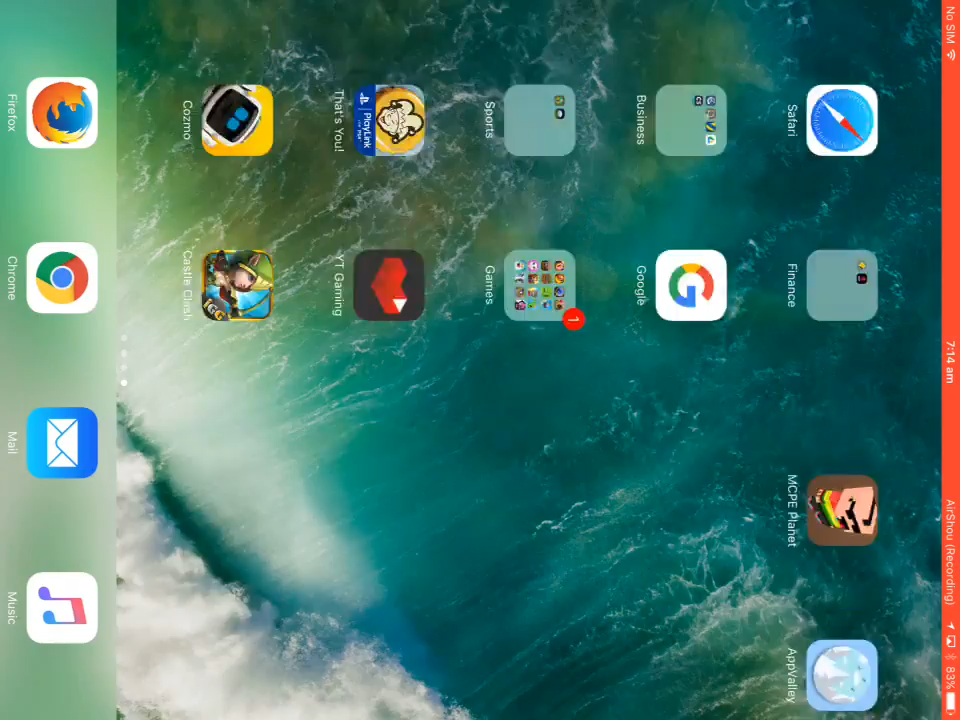 No SIM
7:14 am
AirShou (Recording)
83%
Safari
Finance
MCPE Planet
AppValley
Business
Google
Sports
Games
1
PlayLink
That's You!
YT Gaming
Cozmo
Castle Clash
Firefox
Chrome
Mail
Music